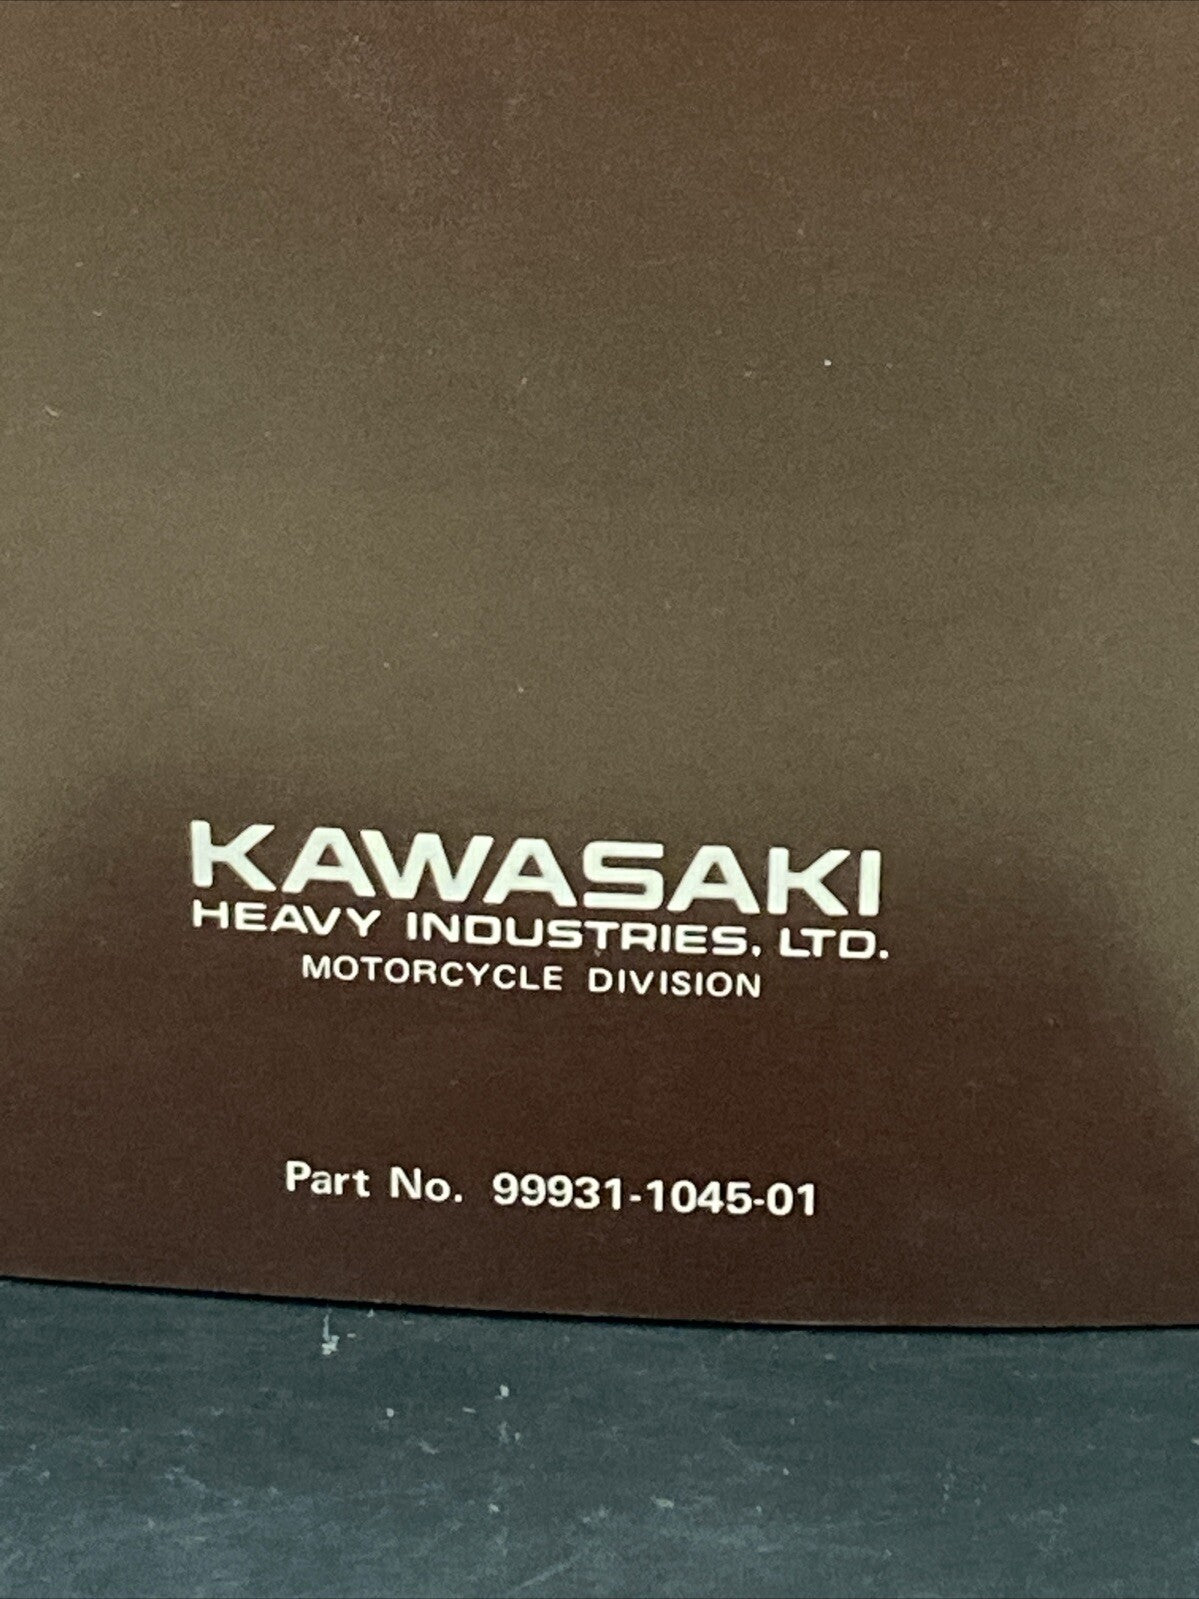 KAWASAKI
HEAVY INDUSTRIES, LTD.
MOTORCYCLE DIVISION
Part No. 99931-1045-01